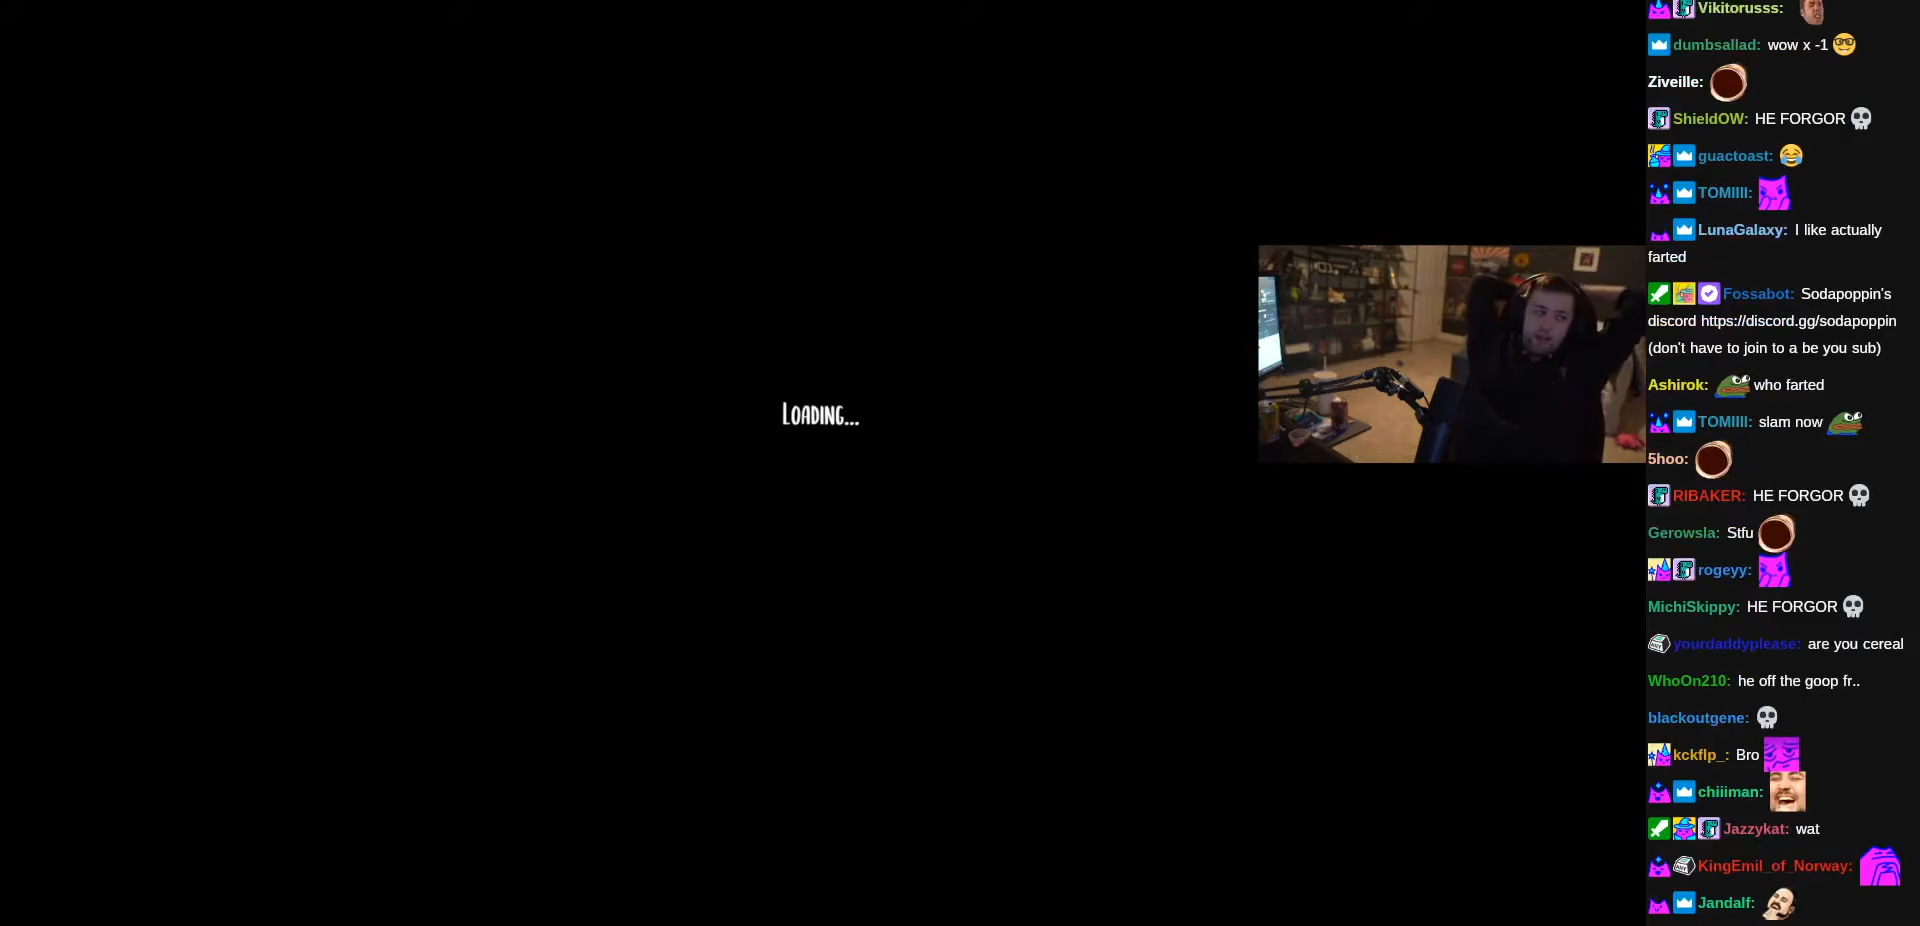 Vikitorusss:
dumbsallad: wow x -1
Ziveille:
ShieldOW: HE FORGOR
guactoast:
TOMIIII:
LunaGalaxy: I like actually
farted
Fossabot: Sodapoppin's
discord https://discord.gg/sodapoppin
(don't have to join to a be you sub)
Ashirok: who farted
TOMIIII: slam now
5hoo:
RIBAKER: HE FORGOR
Gerowsla: Stfu
rogeyy:
MichiSkippy: HE FORGOR
yourdaddyplease: are you cereal
WhoOn210: he off the goop fr..
blackoutgene:
kckflp_: Bro
chiiiman:
Jazzykat: wat
KingEmil_of_Norway:
Jandalf:
Loading...